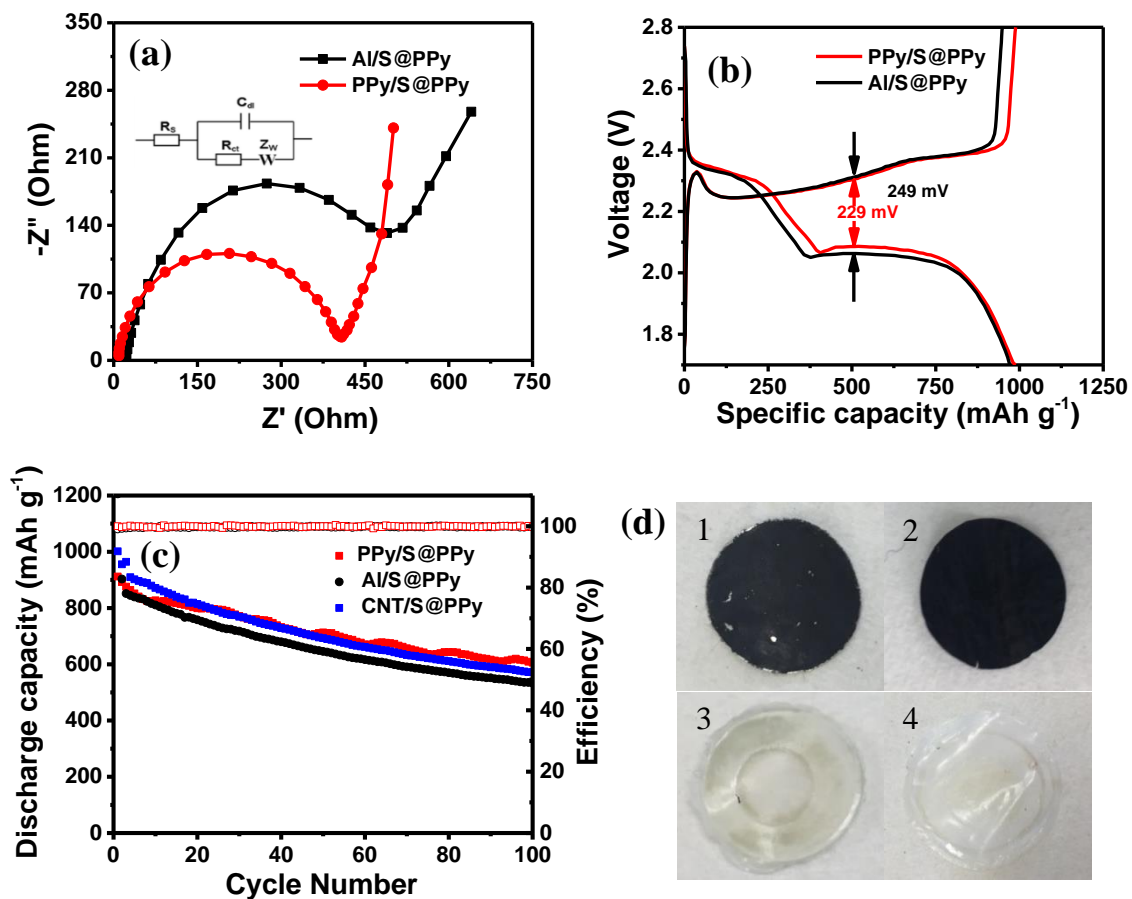 (a)
Al/S@PPy
PPy/S@PPy
Cdl
RS
Rct
ZW
350
280
210
140
70
0
-Z" (Ohm)
0 150 300 450 600 750
Z' (Ohm)
(b)
PPy/S@PPy
Al/S@PPy
249 mV
229 mV
2.8
2.6
2.4
2.2
2.0
1.8
Voltage (V)
0 250 500 750 1000 1250
Specific capacity (mAh g-1)
(c)
PPy/S@PPy
Al/S@PPy
CNT/S@PPy
1200
1000
800
600
400
200
0
Discharge capacity (mAh g-1)
100
80
60
40
20
0
Efficiency (%)
0 20 40 60 80 100
Cycle Number
(d)
1
2
3
4